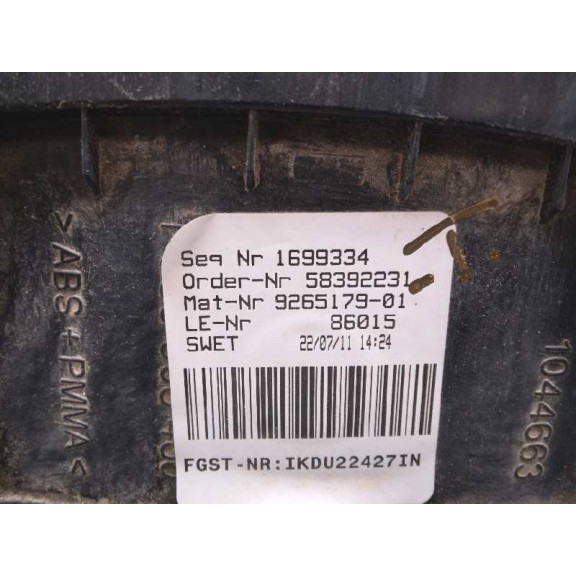 Seq Nr 1699334
Order-Nr 58392231
Mat-Nr 9265179-01
LE-Nr 86015
SWET 22/07/11 14:24
FGST-NR:IKDU22427IN
>ABS+PMMA<
1044663